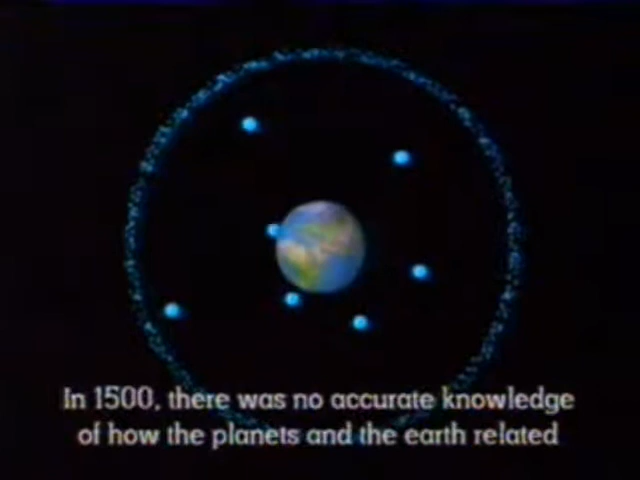 In 1500, there was no accurate knowledge
of how the planets and the earth related